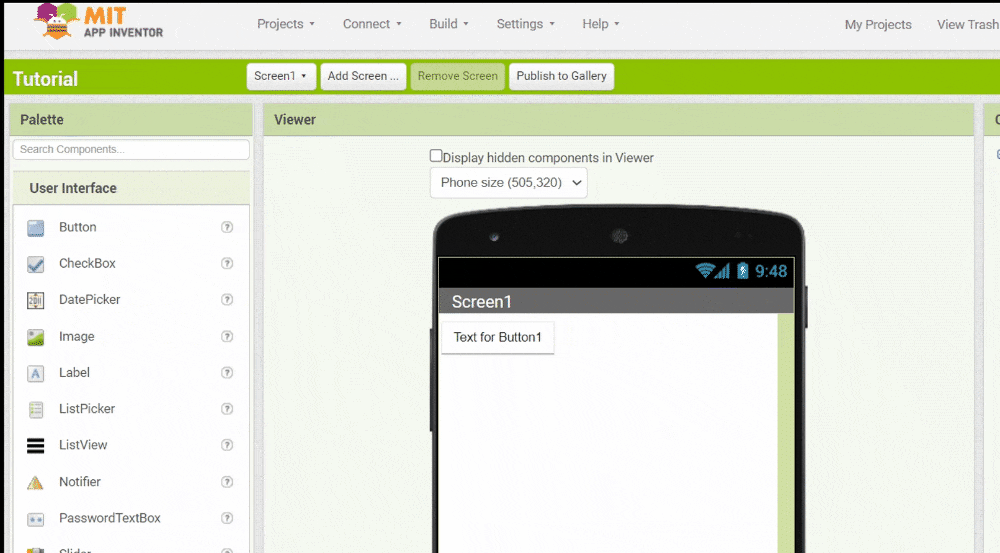 MIT
APP INVENTOR
Projects Connect Build Settings Help My Projects View Trash
Tutorial
Screen1 Add Screen ... Remove Screen Publish to Gallery
Palette
Viewer
Search Components...
User Interface
Button
CheckBox
DatePicker
Image
Label
ListPicker
ListView
Notifier
PasswordTextBox
Display hidden components in Viewer
Phone size (505,320)
9:48
Screen1
Text for Button1